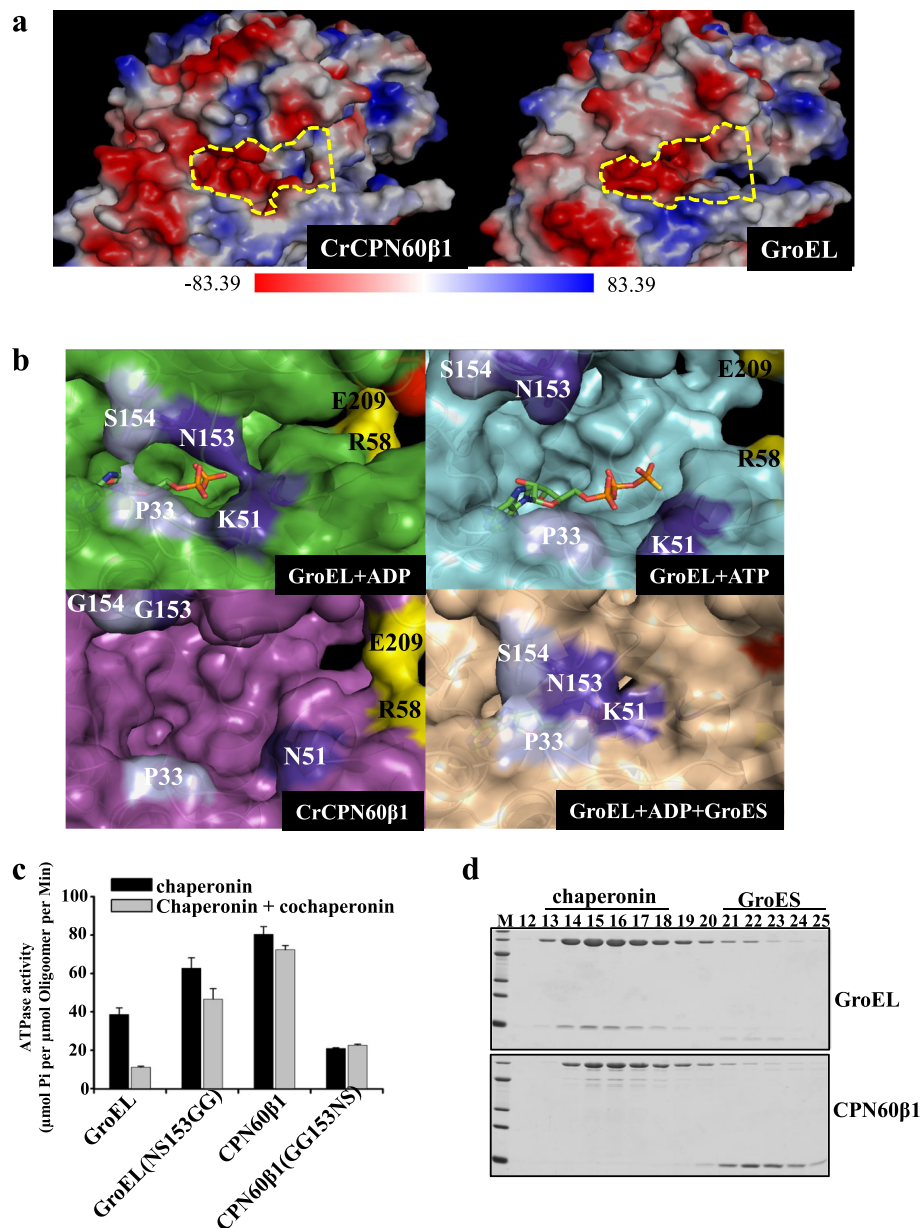 a
CrCPN60β1
GroEL
-83.39
83.39
b
S154
N153
E209
R58
P33
K51
GroEL+ADP
S154
N153
E209
R58
P33
K51
GroEL+ATP
G154
G153
E209
R58
N51
P33
CrCPN60β1
S154
N153
K51
P33
GroEL+ADP+GroES
c
chaperonin
Chaperonin + cochaperonin
ATPase activity
(μmol Pi per μmol Oligoomer per Min)
80
60
40
20
0
GroEL
GroEL(NS153GG)
CPN60β1
CPN60β1(GG153NS)
d
chaperonin GroES
M 12 13 14 15 16 17 18 19 20 21 22 23 24 25
GroEL
CPN60β1